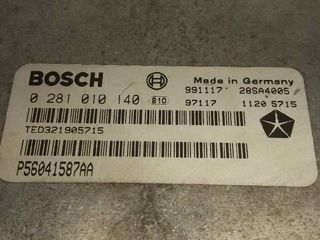 BOSCH
Made in Germany
0 281 010 140 810 991117 28SA4005
97117 1120 5715
TED321905715
P56041587AA